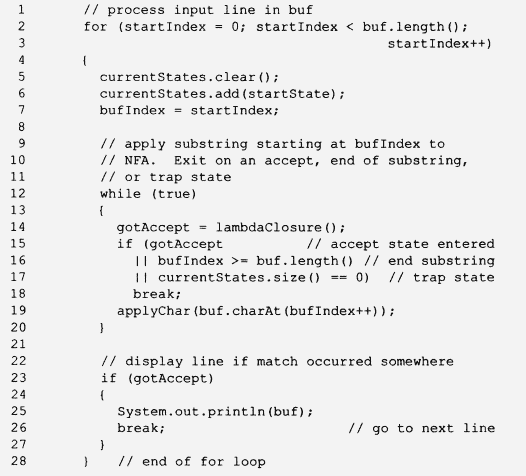 1 // process input line in buf
2 for (startIndex = 0; startIndex < buf.length();
3 startIndex++)
4 {
5 currentStates.clear();
6 currentStates.add(startState);
7 bufIndex = startIndex;
8
9 // apply substring starting at bufIndex to
10 // NFA. Exit on an accept, end of substring,
11 // or trap state
12 while (true)
13 {
14 gotAccept = lambdaClosure();
15 if (gotAccept // accept state entered
16 || bufIndex >= buf.length() // end substring
17 || currentStates.size() == 0) // trap state
18 break;
19 applyChar(buf.charAt(bufIndex++));
20 }
21
22 // display line if match occurred somewhere
23 if (gotAccept)
24 {
25 System.out.println(buf);
26 break; // go to next line
27 }
28 } // end of for loop